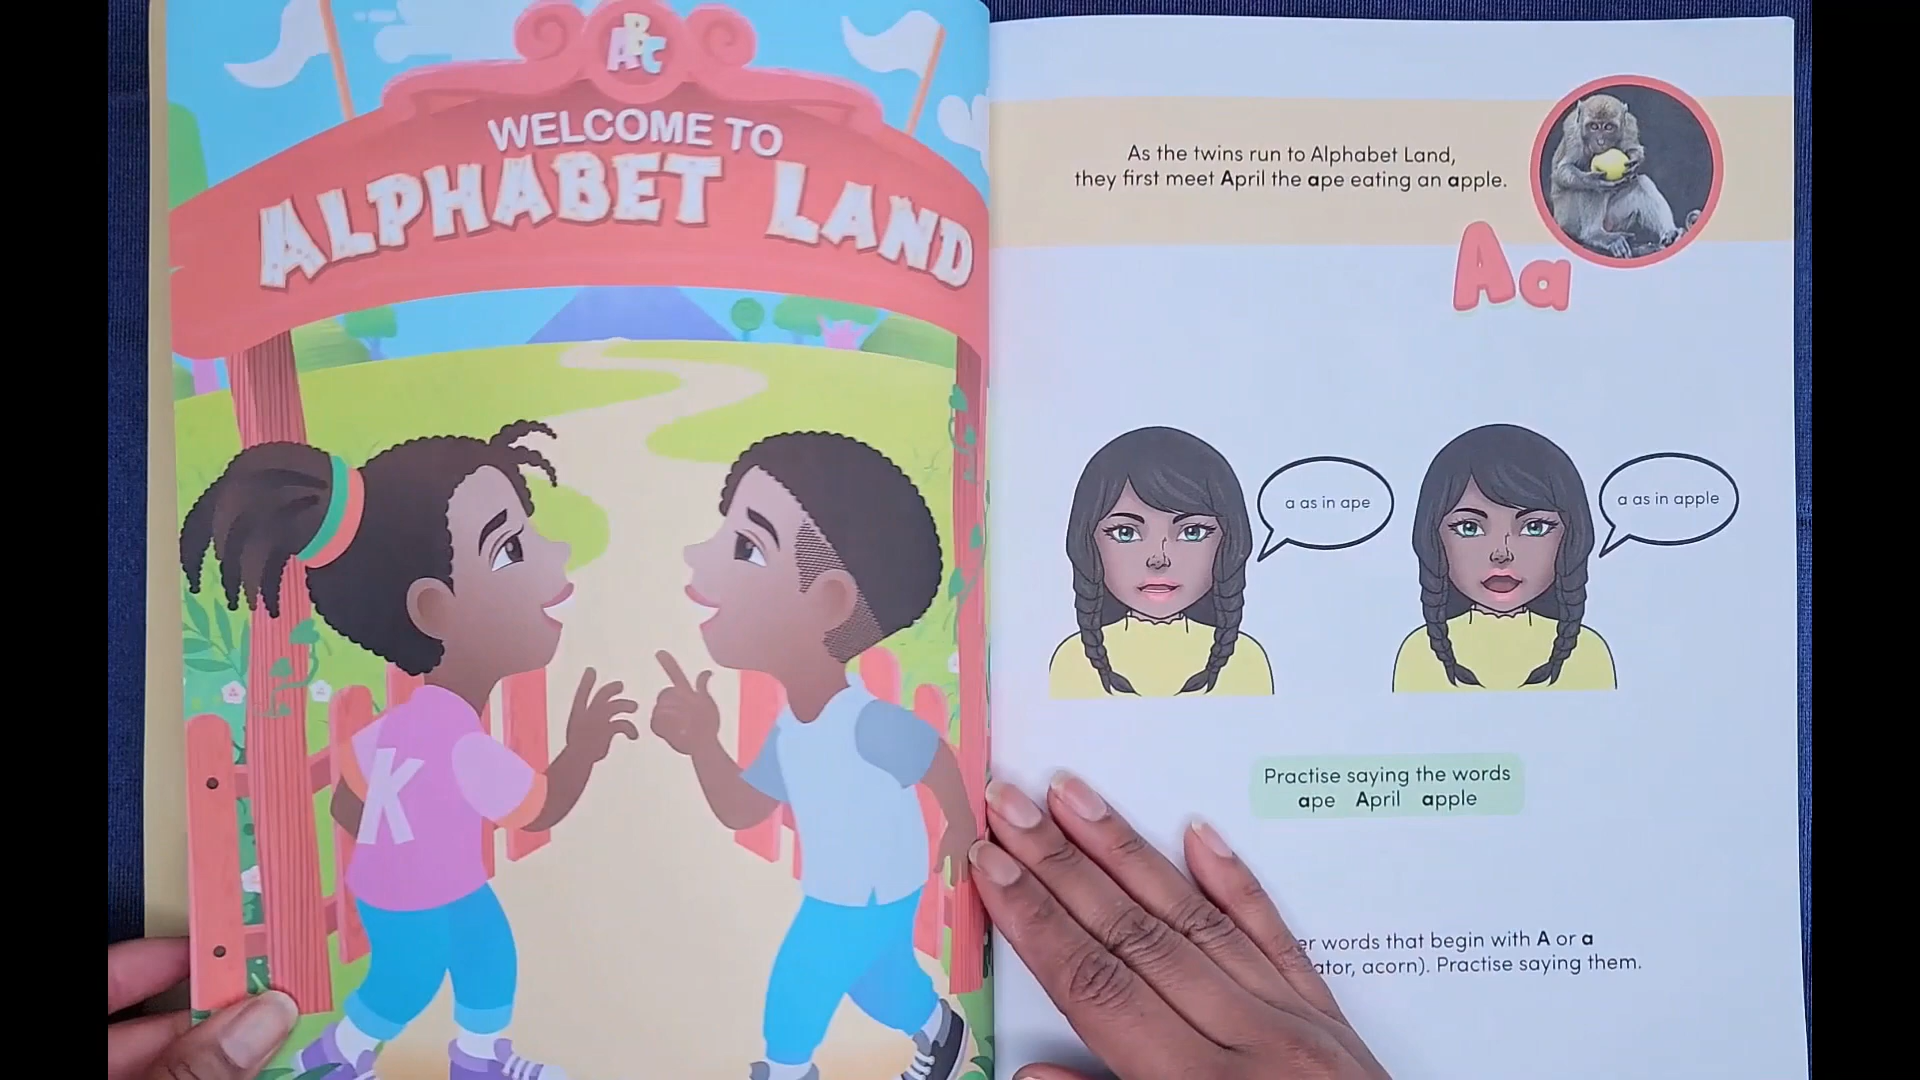 ABC
WELCOME TO
ALPHABET LAND
K
As the twins run to Alphabet Land,
they first meet April the ape eating an apple.
Aa
a as in ape
a as in apple
Practise saying the words
ape April apple
words that begin with A or a
acorn). Practise saying them.